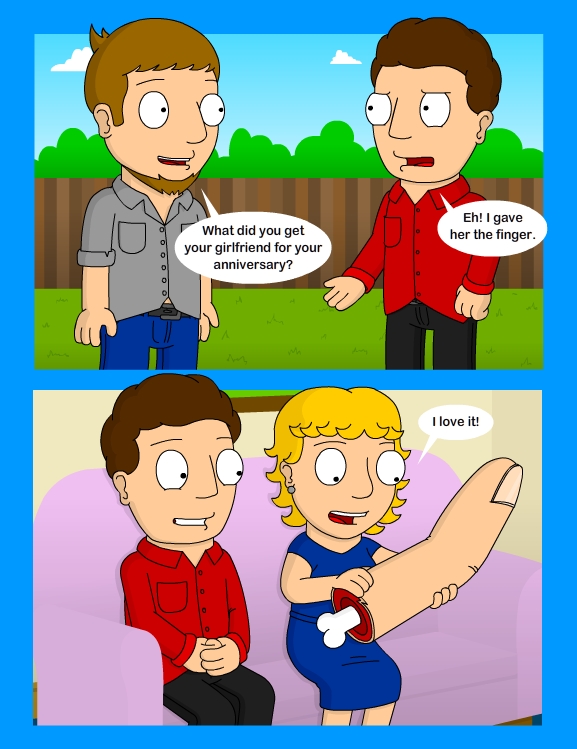 What did you get
your girlfriend for your
anniversary?
Eh! I gave
her the finger.
I love it!